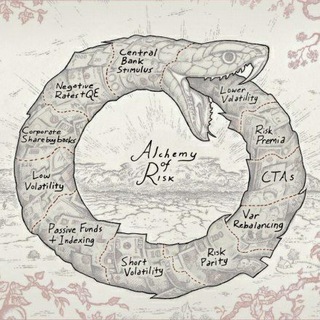 Central
Bank
Stimulus
Lower
Volatility
Risk
Premia
CTAs
Var
Rebalancing
Risk
Parity
Short
Volatility
Passive Funds
+ Indexing
Low
Volatility
Corporate
Share buybacks
Negative
Rates+QE
Alchemy
of
Risk